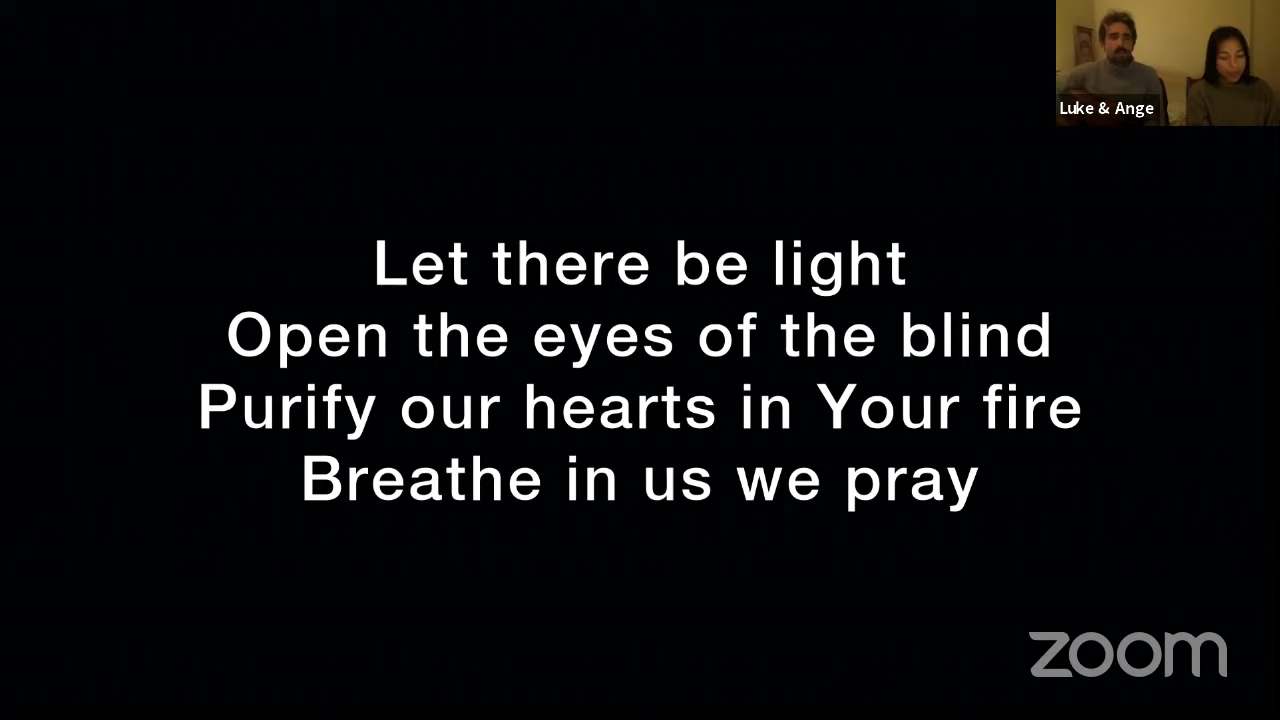 Luke & Ange
Let there be light
Open the eyes of the blind
Purify our hearts in Your fire
Breathe in us we pray
zoom